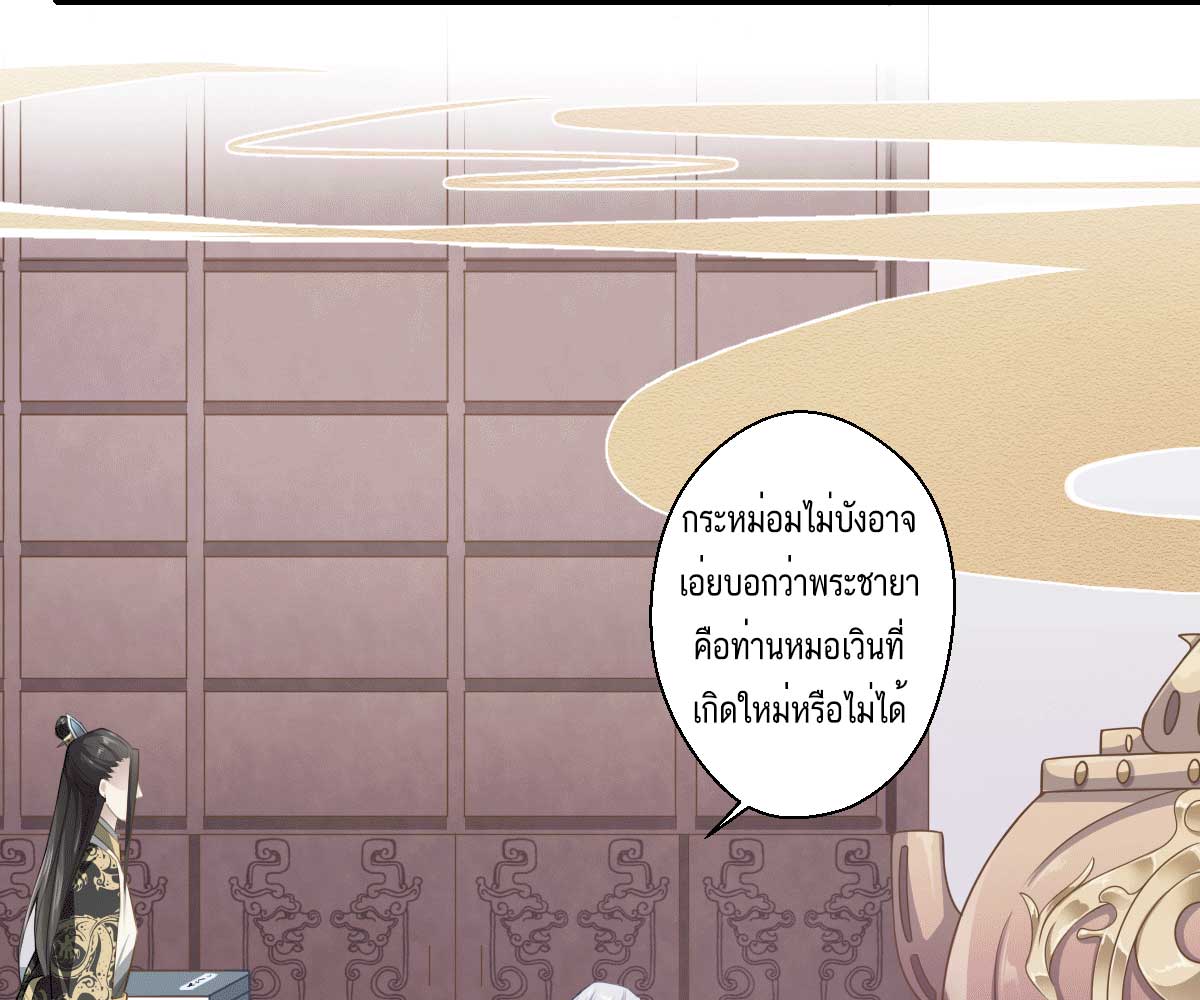 กระหม่อมไม่บังอาจ
เอ่ยบอกว่าพระชายา
คือท่านหมอเวินที่
เกิดใหม่หรือไม่ได้